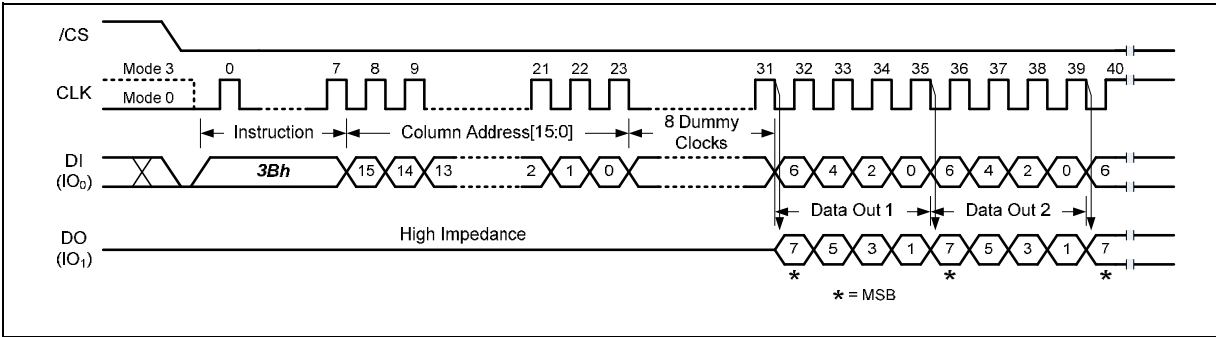 /CS
Mode 3 0 7 8 9 21 22 23 31 32 33 34 35 36 37 38 39 40
CLK
Mode 0
Instruction Column Address[15:0] 8 Dummy
Clocks
DI
(IO0) 3Bh 15 14 13 2 1 0 6 4 2 0 6 4 2 0 6
Data Out 1 Data Out 2
High Impedance
DO
(IO1) 7 5 3 1 7 5 3 1 7
* * *
* = MSB